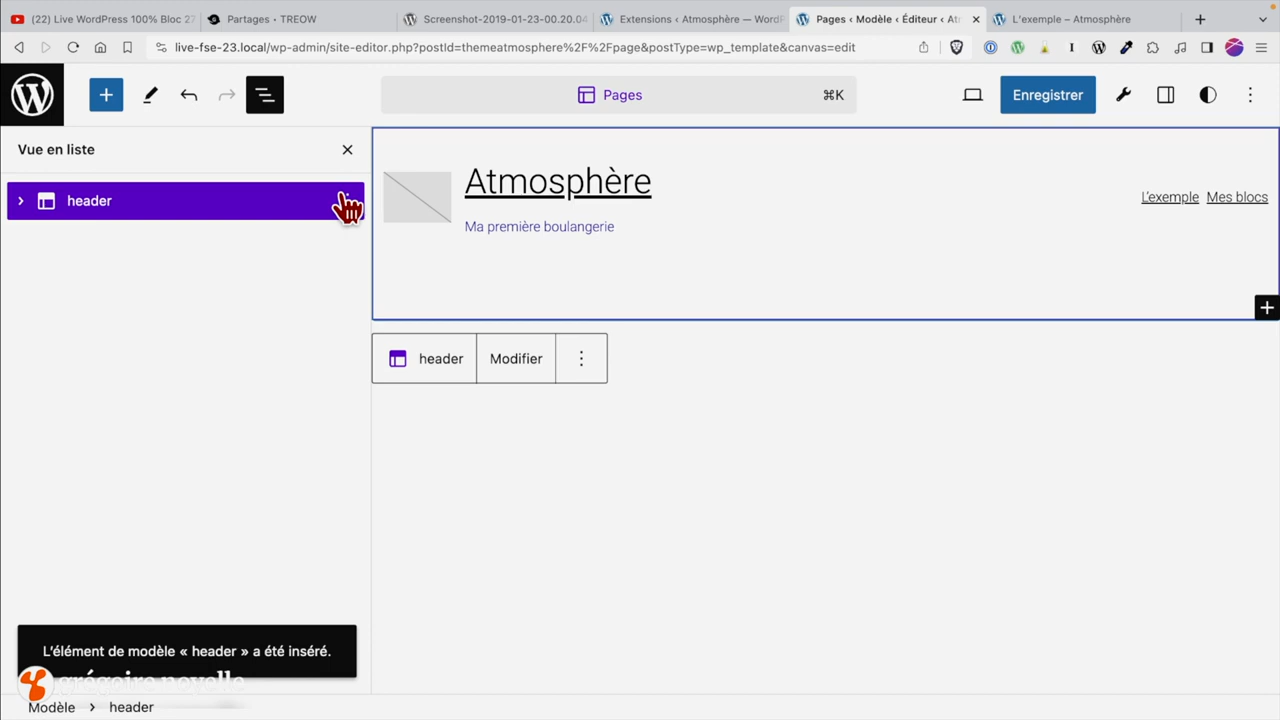 (22) Live WordPress 100% Bloc 27
Partages · TREOW
Screenshot-2019-01-23-00.20.04
Extensions ‹ Atmosphère — WordP
Pages ‹ Modèle ‹ Éditeur ‹ At
L'exemple – Atmosphère
live-fse-23.local/wp-admin/site-editor.php?postId=themeatmosphere%2F%2Fpage&postType=wp_template&canvas=edit
Pages
⌘K
Enregistrer
Vue en liste
header
Atmosphère
Ma première boulangerie
L'exemple Mes blocs
header Modifier
L'élément de modèle « header » a été inséré.
grégoire noyelle
Modèle > header